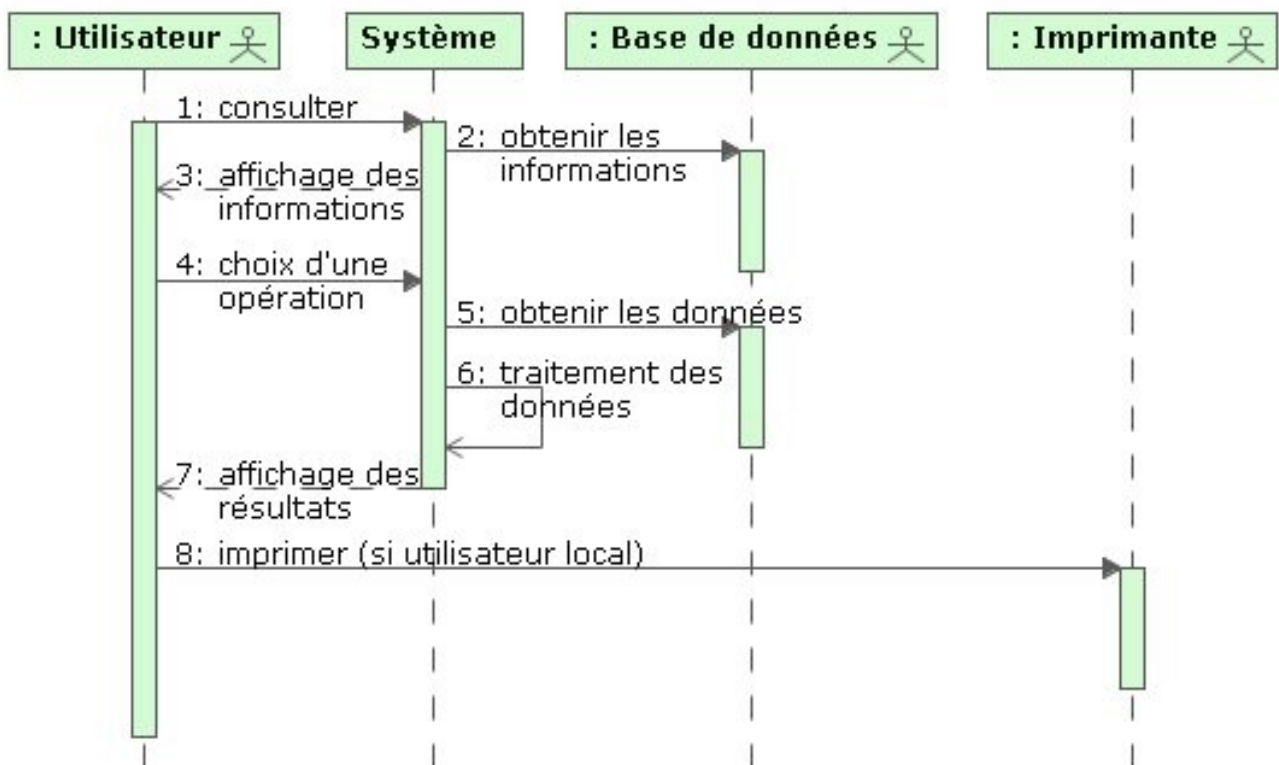 : Utilisateur
Système
: Base de données
: Imprimante
1: consulter
2: obtenir les
informations
3: affichage des
informations
4: choix d'une
opération
5: obtenir les données
6: traitement des
données
7: affichage des
résultats
8: imprimer (si utilisateur local)